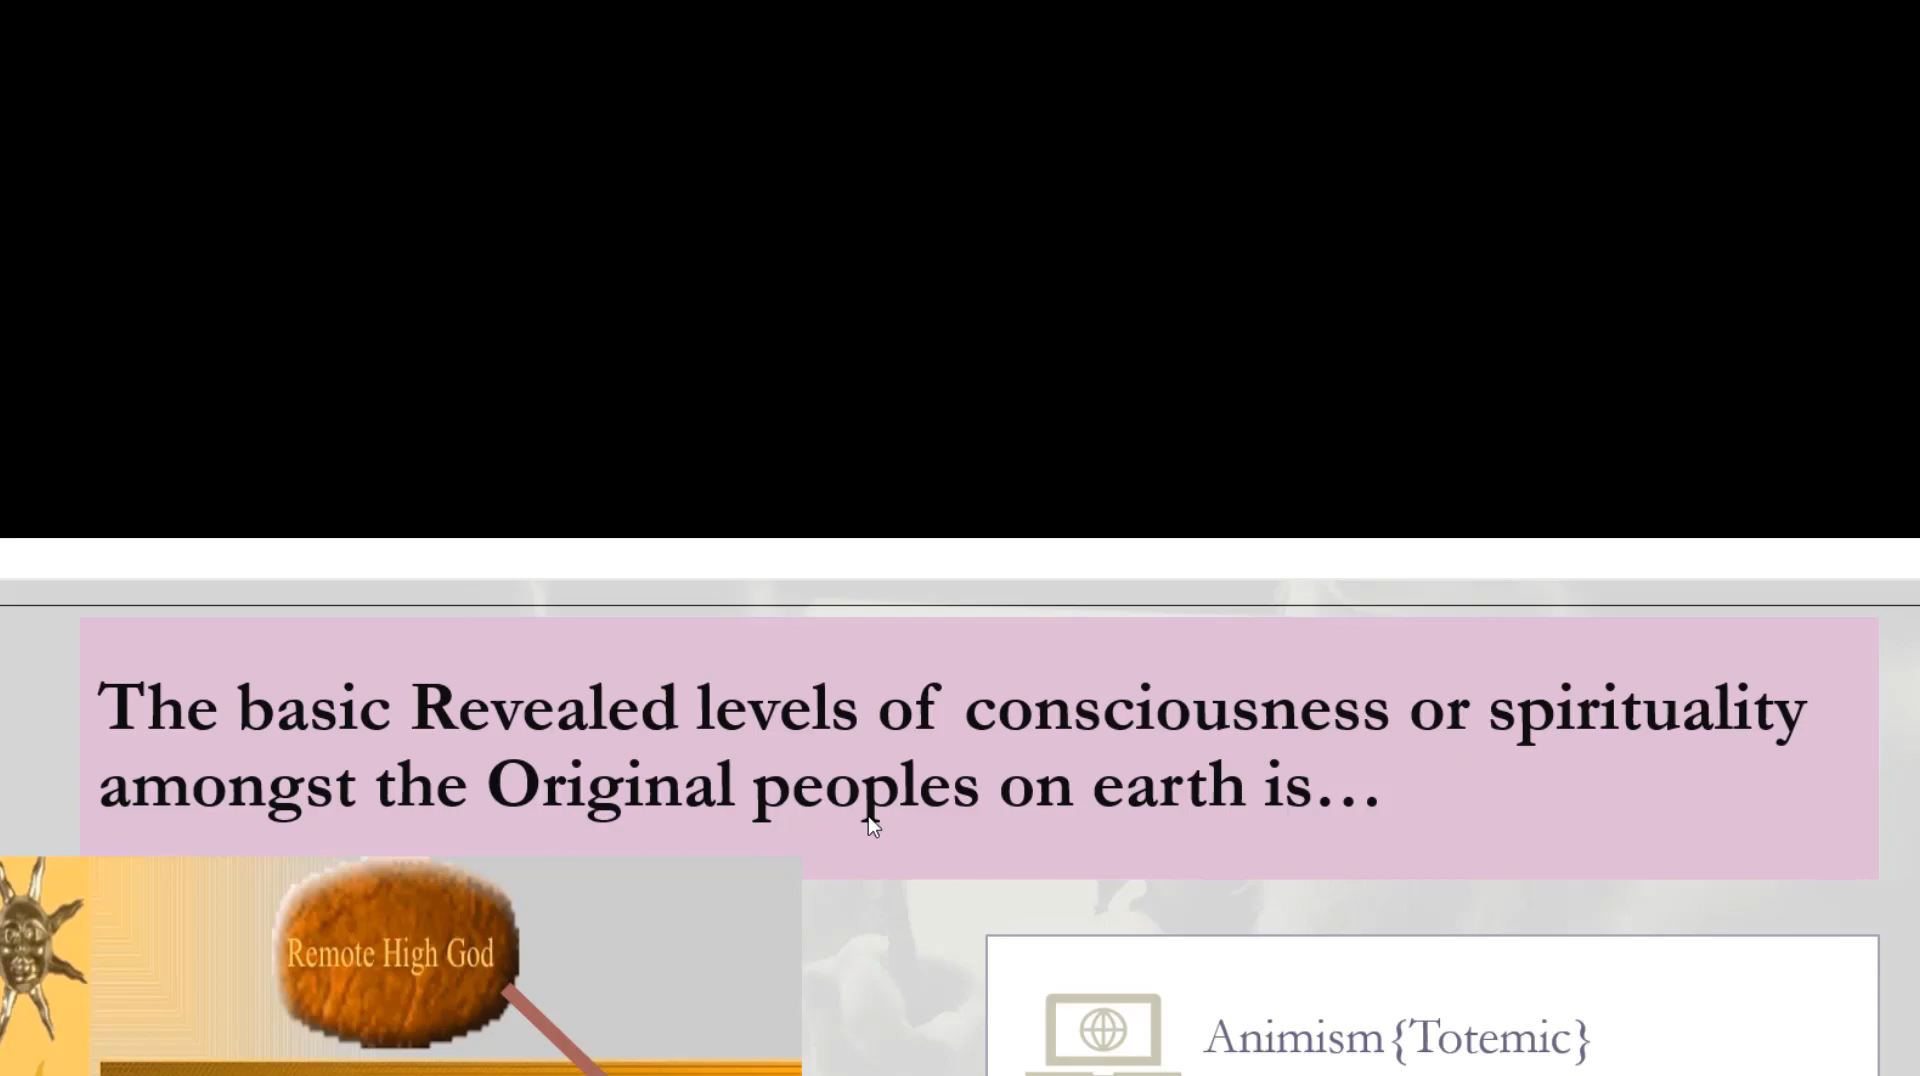 The basic Revealed levels of consciousness or spirituality
amongst the Original peoples on earth is…
Remote High God
Animism{Totemic}